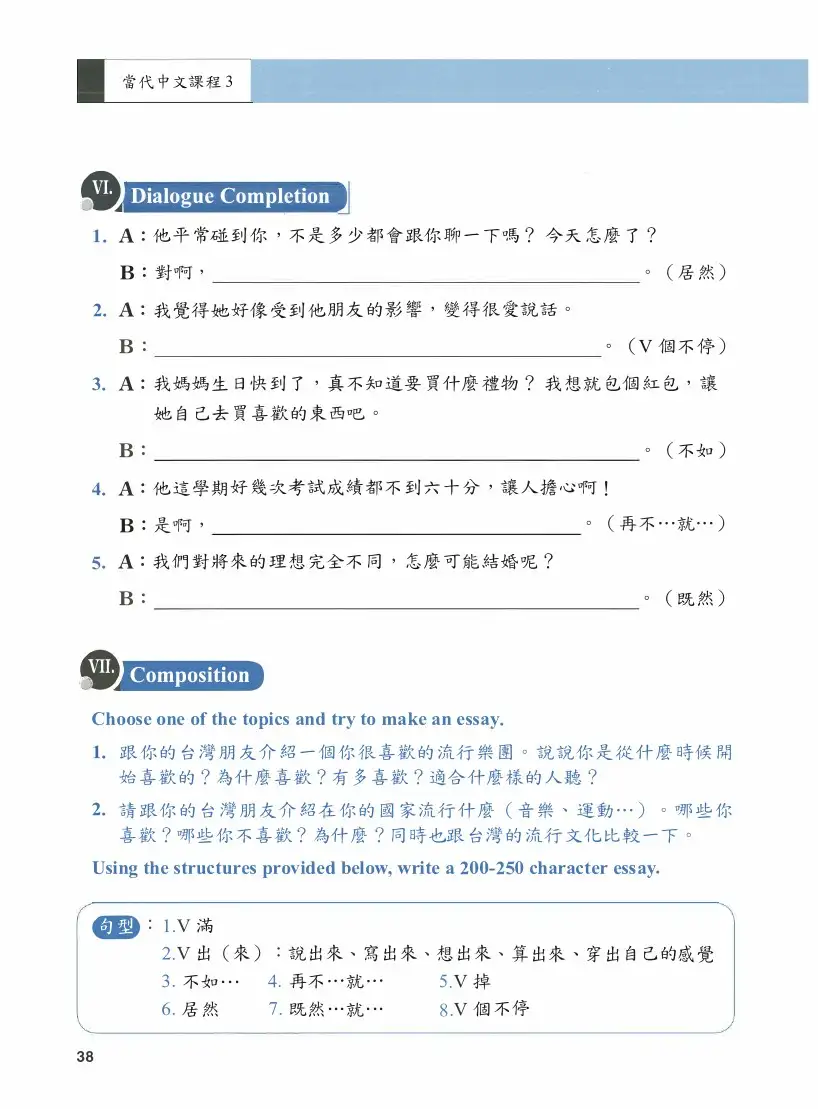 當代中文課程 3
VI. Dialogue Completion
1. A：他平常碰到你，不是多少都會跟你聊一下嗎？今天怎麼了？
B：對啊，＿＿＿＿＿＿＿＿＿＿。（居然）
2. A：我覺得她好像受到他朋友的影響，變得很愛說話。
B：＿＿＿＿＿＿＿＿＿＿。（V 個不停）
3. A：我媽媽生日快到了，真不知道要買什麼禮物？我想就包個紅包，讓
她自己去買喜歡的東西吧。
B：＿＿＿＿＿＿＿＿＿＿。（不如）
4. A：他這學期好幾次考試成績都不到六十分，讓人擔心啊！
B：是啊，＿＿＿＿＿＿＿＿＿＿。（再不…就…）
5. A：我們對將來的理想完全不同，怎麼可能結婚呢？
B：＿＿＿＿＿＿＿＿＿＿。（既然）
VII. Composition
Choose one of the topics and try to make an essay.
1. 跟你的台灣朋友介紹一個你很喜歡的流行樂團。說說你是從什麼時候開
始喜歡的？為什麼喜歡？有多喜歡？適合什麼樣的人聽？
2. 請跟你的台灣朋友介紹在你的國家流行什麼（音樂、運動…）。哪些你
喜歡？哪些你不喜歡？為什麼？同時也跟台灣的流行文化比較一下。
Using the structures provided below, write a 200-250 character essay.
句型：1.V 滿
2.V 出（來）：說出來、寫出來、想出來、算出來、穿出自己的感覺
3. 不如… 4. 再不…就… 5.V 掉
6. 居然 7. 既然…就… 8.V 個不停
38